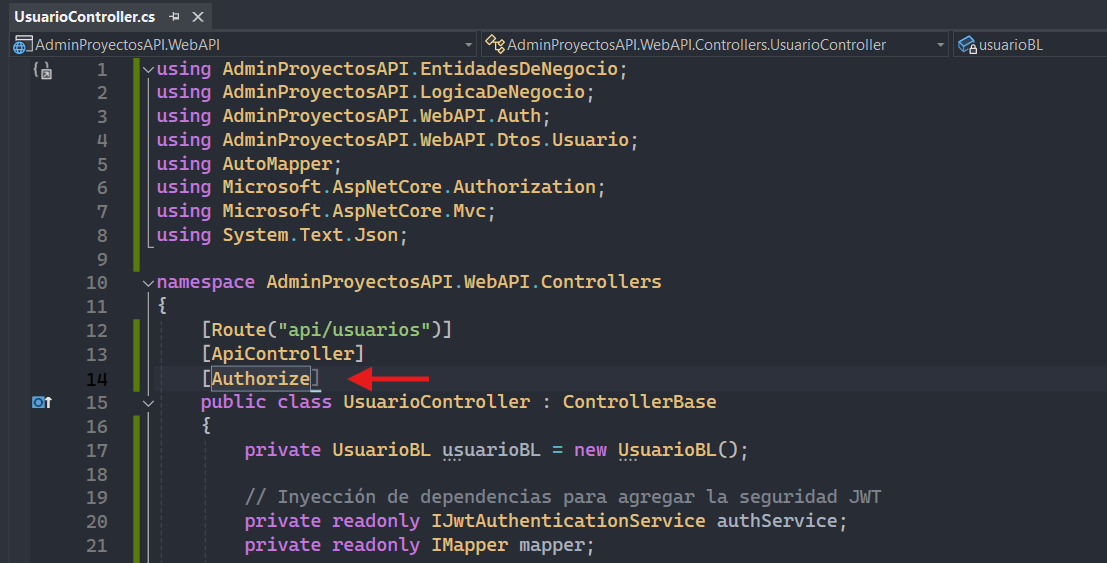 UsuarioController.cs
AdminProyectosAPI.WebAPI AdminProyectosAPI.WebAPI.Controllers.UsuarioController usuarioBL
1 using AdminProyectosAPI.EntidadesDeNegocio;
2 using AdminProyectosAPI.LogicaDeNegocio;
3 using AdminProyectosAPI.WebAPI.Auth;
4 using AdminProyectosAPI.WebAPI.Dtos.Usuario;
5 using AutoMapper;
6 using Microsoft.AspNetCore.Authorization;
7 using Microsoft.AspNetCore.Mvc;
8 using System.Text.Json;
9
10 namespace AdminProyectosAPI.WebAPI.Controllers
11 {
12 [Route("api/usuarios")]
13 [ApiController]
14 [Authorize]
15 public class UsuarioController : ControllerBase
16 {
17 private UsuarioBL usuarioBL = new UsuarioBL();
18
19 // Inyección de dependencias para agregar la seguridad JWT
20 private readonly IJwtAuthenticationService authService;
21 private readonly IMapper mapper;